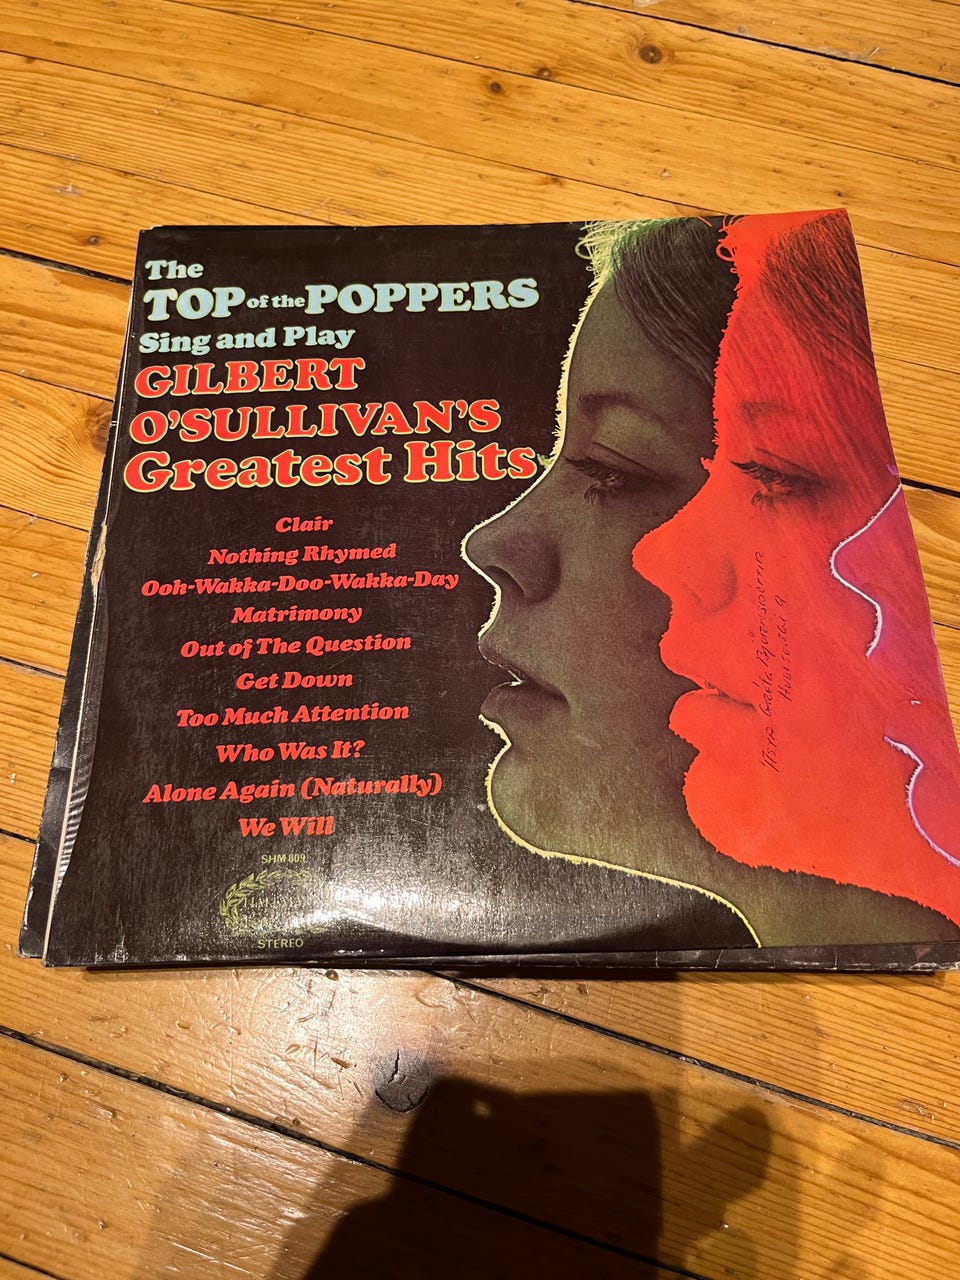 The
TOP of the POPPERS
Sing and Play
GILBERT
O'SULLIVAN'S
Greatest Hits
Clair
Nothing Rhymed
Ooh-Wakka-Doo-Wakka-Day
Matrimony
Out of The Question
Get Down
Too Much Attention
Who Was It?
Alone Again (Naturally)
We Will
SHM 809
HALLMARK
STEREO